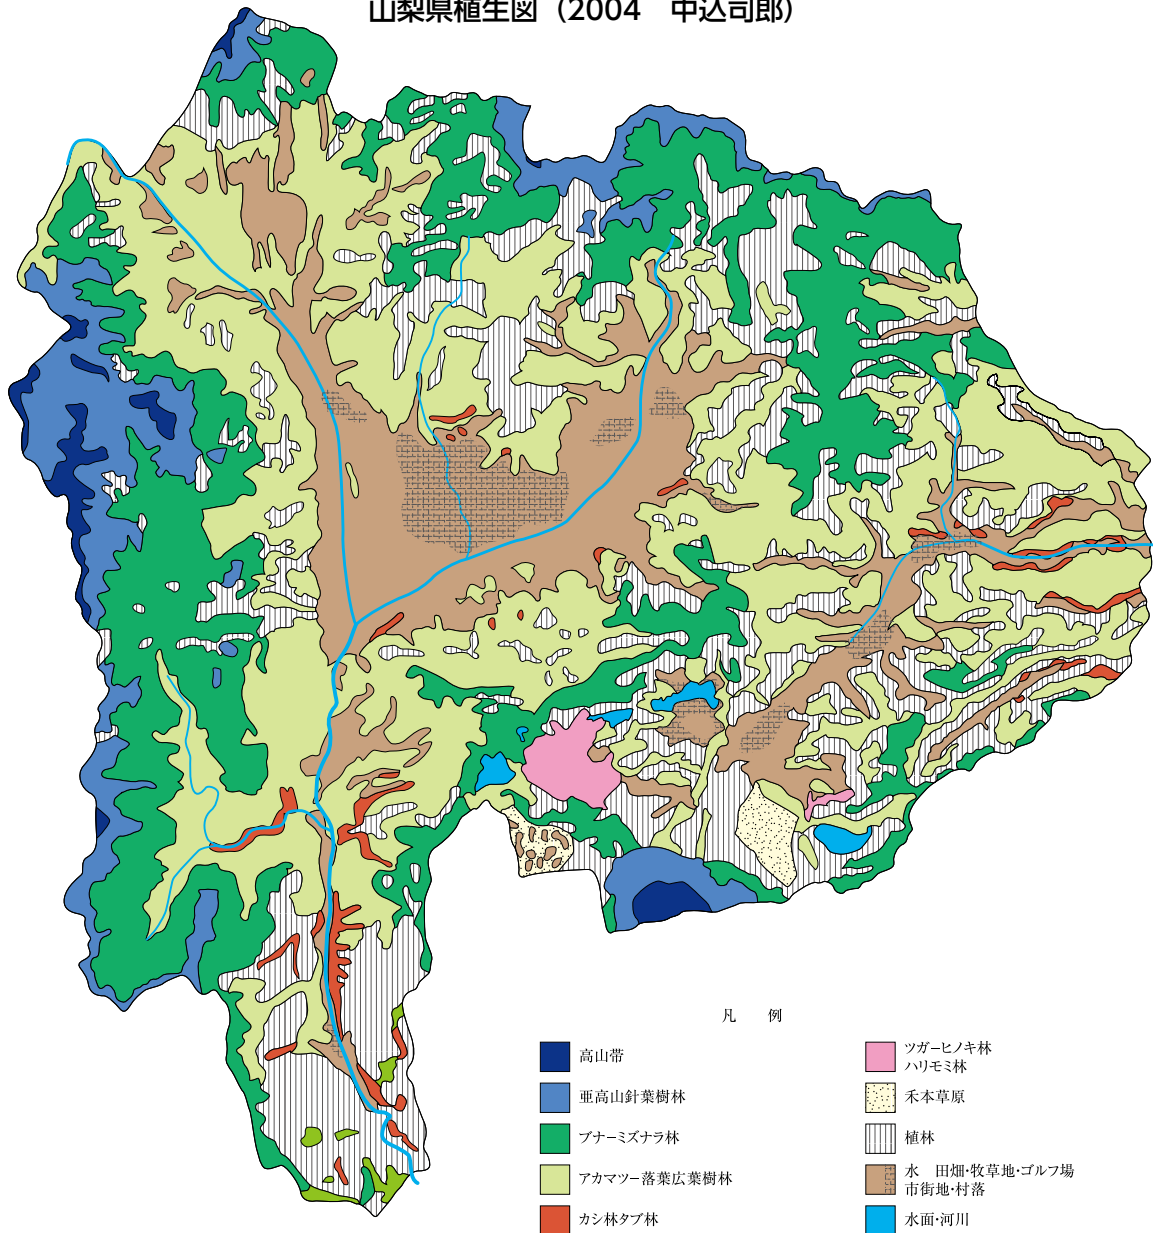 山梨県植生図（2004　中込司郎）
凡　例
高山帯
亜高山針葉樹林
ブナーミズナラ林
アカマツー落葉広葉樹林
カシ林タブ林
ツガーヒノキ林
ハリモミ林
禾本草原
植林
水　田畑・牧草地・ゴルフ場
市街地・村落
水面・河川